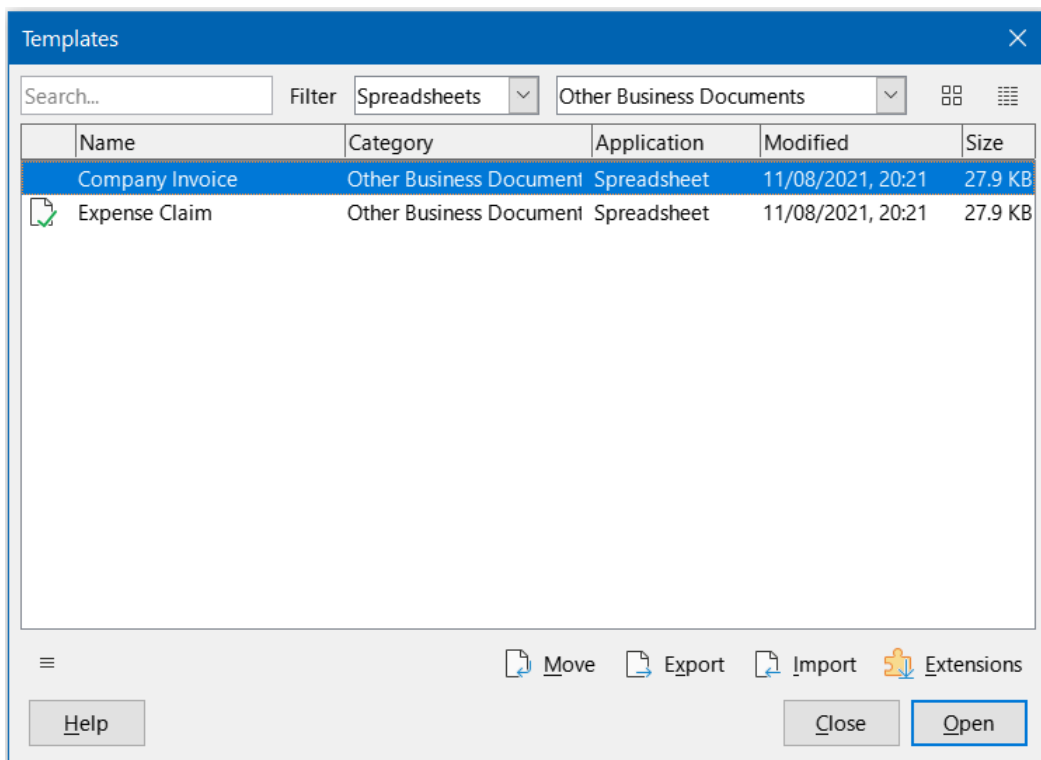 Templates
Search... Filter Spreadsheets Other Business Documents
Name Category Application Modified Size
Company Invoice Other Business Document Spreadsheet 11/08/2021, 20:21 27.9 KB
Expense Claim Other Business Document Spreadsheet 11/08/2021, 20:21 27.9 KB
Move Export Import Extensions
Help Close Open